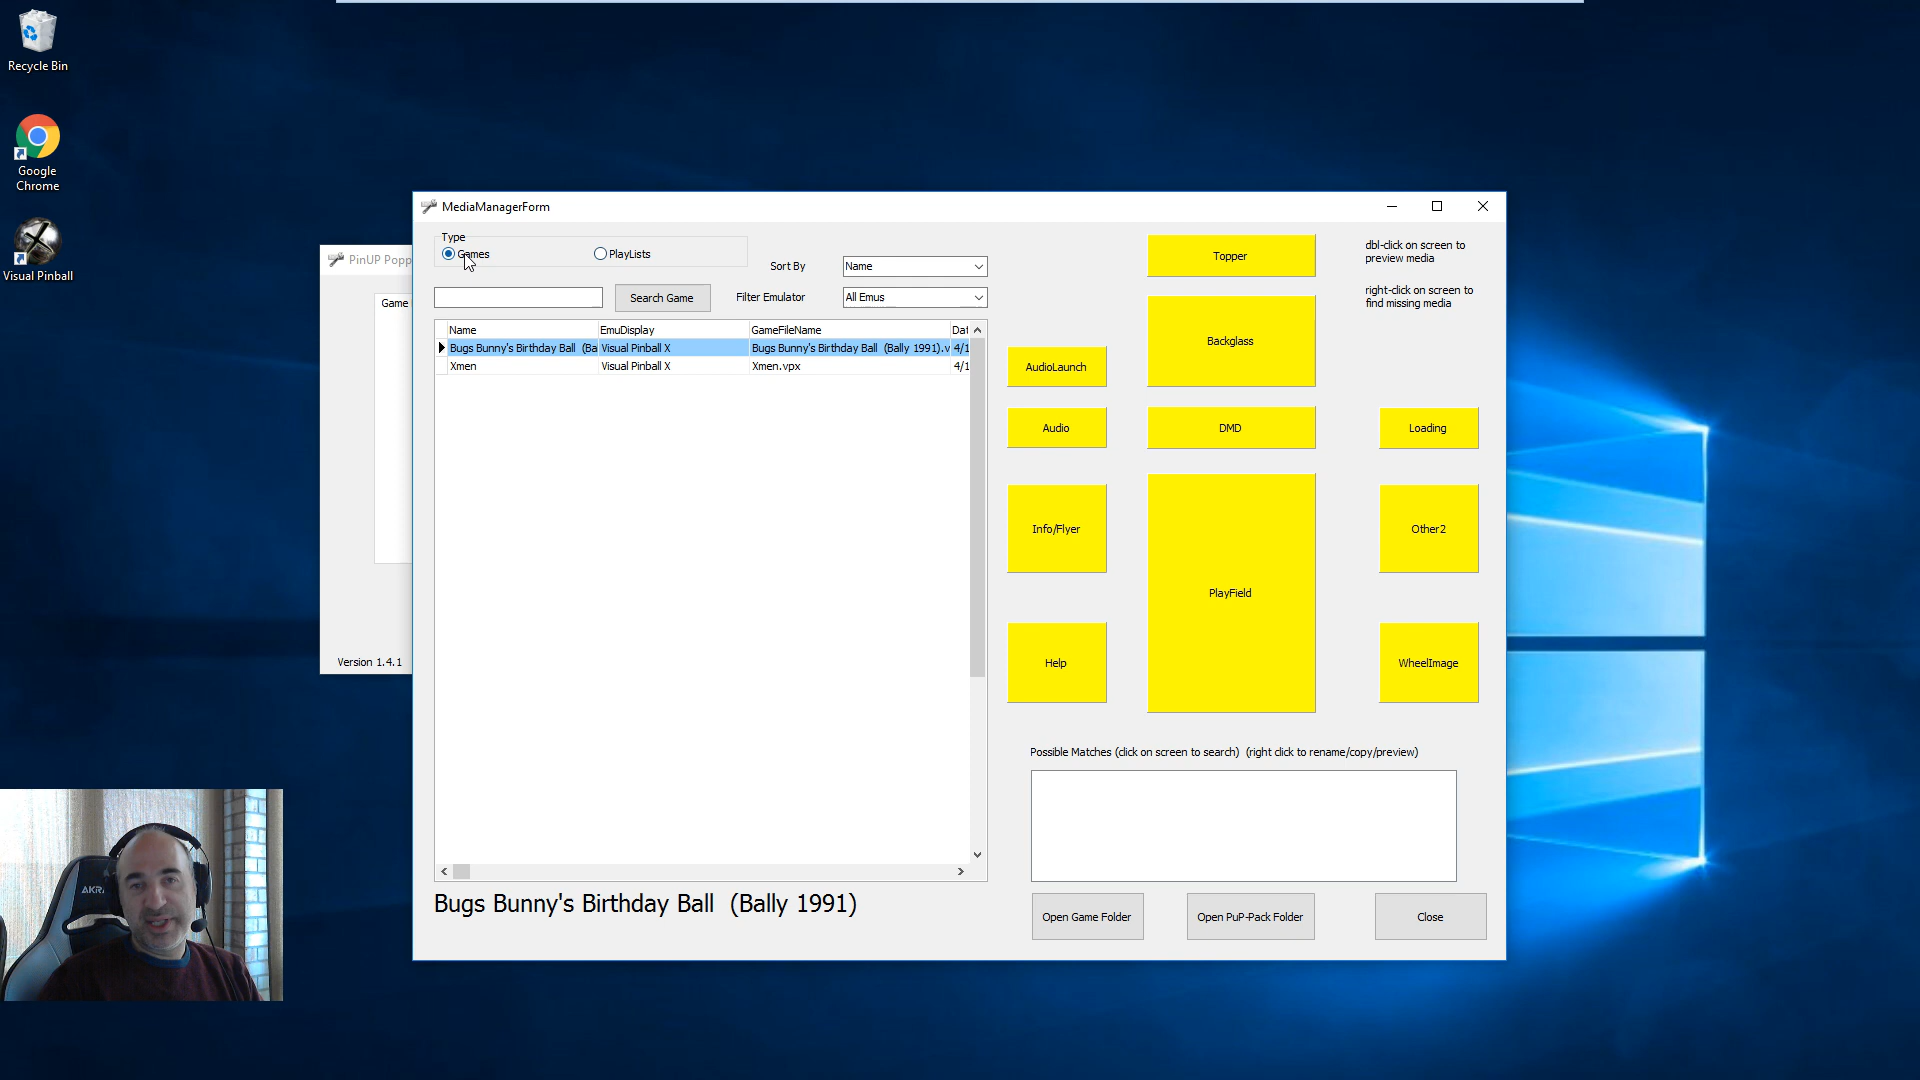 Recycle Bin
Google
Chrome
Visual Pinball
PinUP Popp
Game
Version 1.4.1
MediaManagerForm
Type
Games
PlayLists
Sort By
Name
Search Game
Filter Emulator
All Emus
Name EmuDisplay GameFileName Dat
Bugs Bunny's Birthday Ball (Ba Visual Pinball X Bugs Bunny's Birthday Ball (Bally 1991).v 4/1
Xmen Visual Pinball X Xmen.vpx 4/1
Bugs Bunny's Birthday Ball (Bally 1991)
Topper
dbl-click on screen to
preview media
right-click on screen to
find missing media
Backglass
AudioLaunch
Audio
DMD
Loading
Info/Flyer
PlayField
Other2
Help
WheelImage
Possible Matches (click on screen to search) (right click to rename/copy/preview)
Open Game Folder
Open PuP-Pack Folder
Close
AKRA